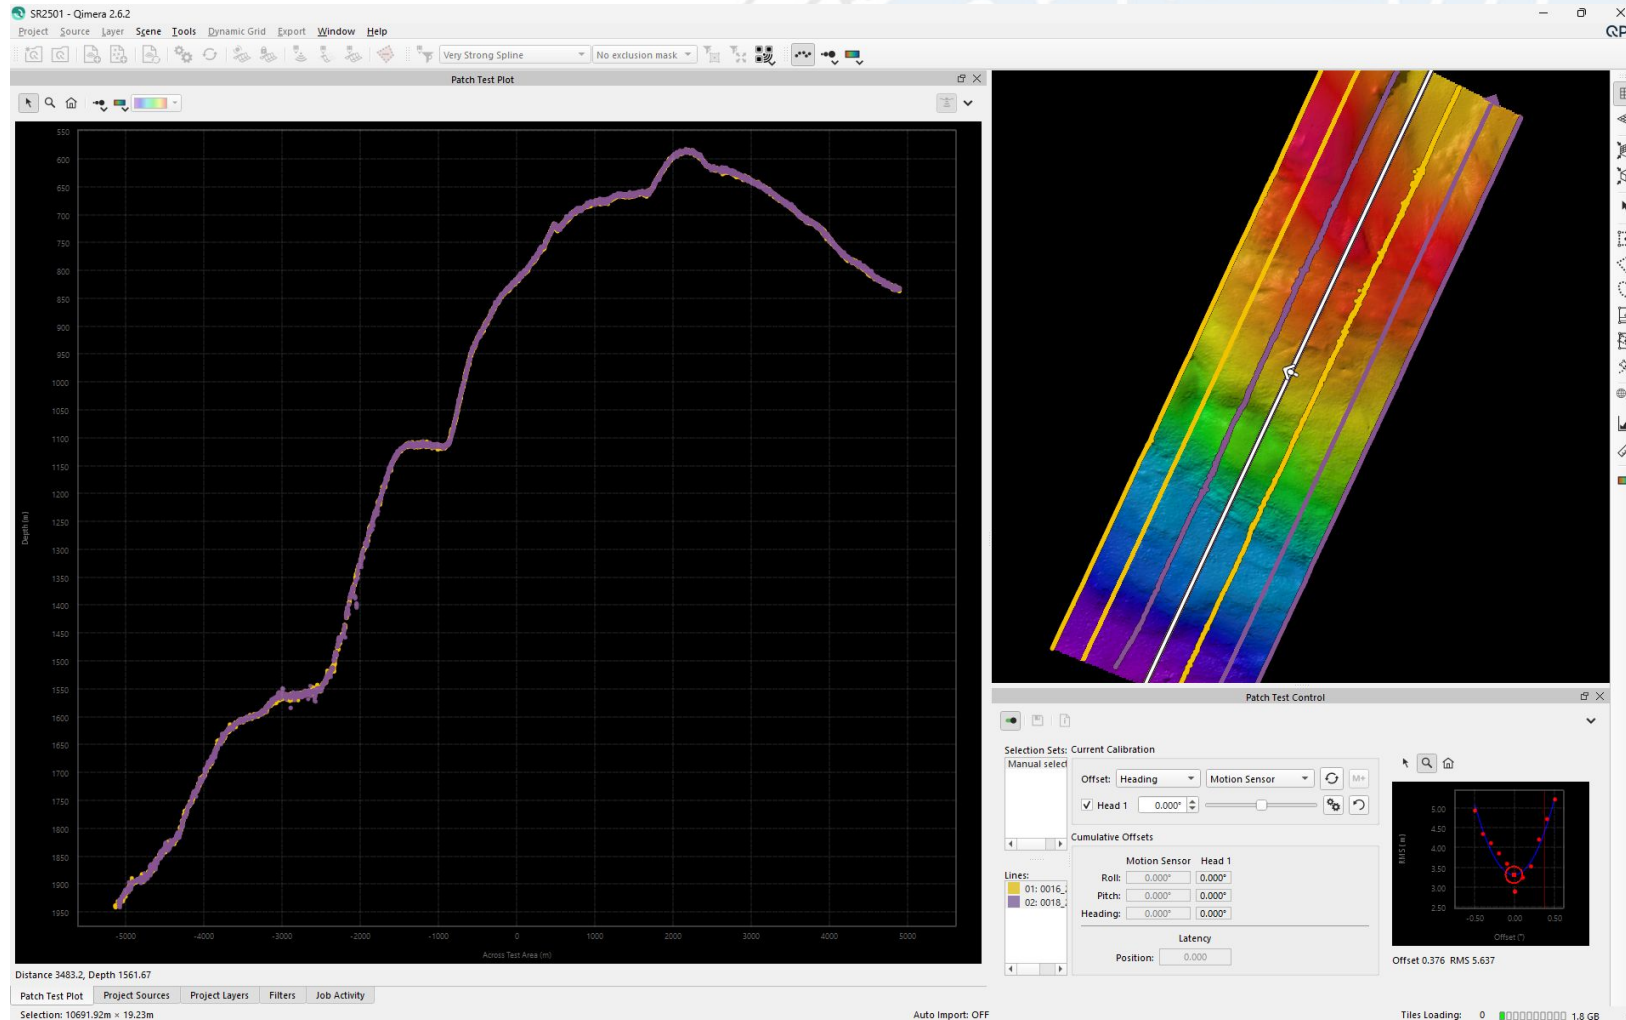 SR2501 - Qimera 2.6.2
Project Source Layer Scene Tools Dynamic Grid Export Window Help
QP
Very Strong Spline No exclusion mask
Patch Test Plot
550
600
650
700
750
800
850
900
950
1000
1050
1100
1150
1200
1250
1300
1350
1400
1450
1500
1550
1600
1650
1700
1750
1800
1850
1900
1950
Depth (m)
-5000 -4000 -3000 -2000 -1000 0 1000 2000 3000 4000 5000
Across Test Area (m)
Distance 3483.2, Depth 1561.67
Patch Test Plot Project Sources Project Layers Filters Job Activity
Selection: 10691.92m × 19.23m
Auto Import: OFF
Patch Test Control
Selection Sets:
Manual select
Lines:
01: 0016_2
02: 0018_2
Current Calibration
Offset: Heading Motion Sensor M+
Head 1 0.000°
Cumulative Offsets
Motion Sensor Head 1
Roll: 0.000° 0.000°
Pitch: 0.000° 0.000°
Heading: 0.000° 0.000°
Latency
Position: 0.000
5.00
4.50
4.00
3.50
3.00
2.50
RMS [m]
-0.50 0.00 0.50
Offset (°)
Offset 0.376 RMS 5.637
Tiles Loading: 0 1.8 GB